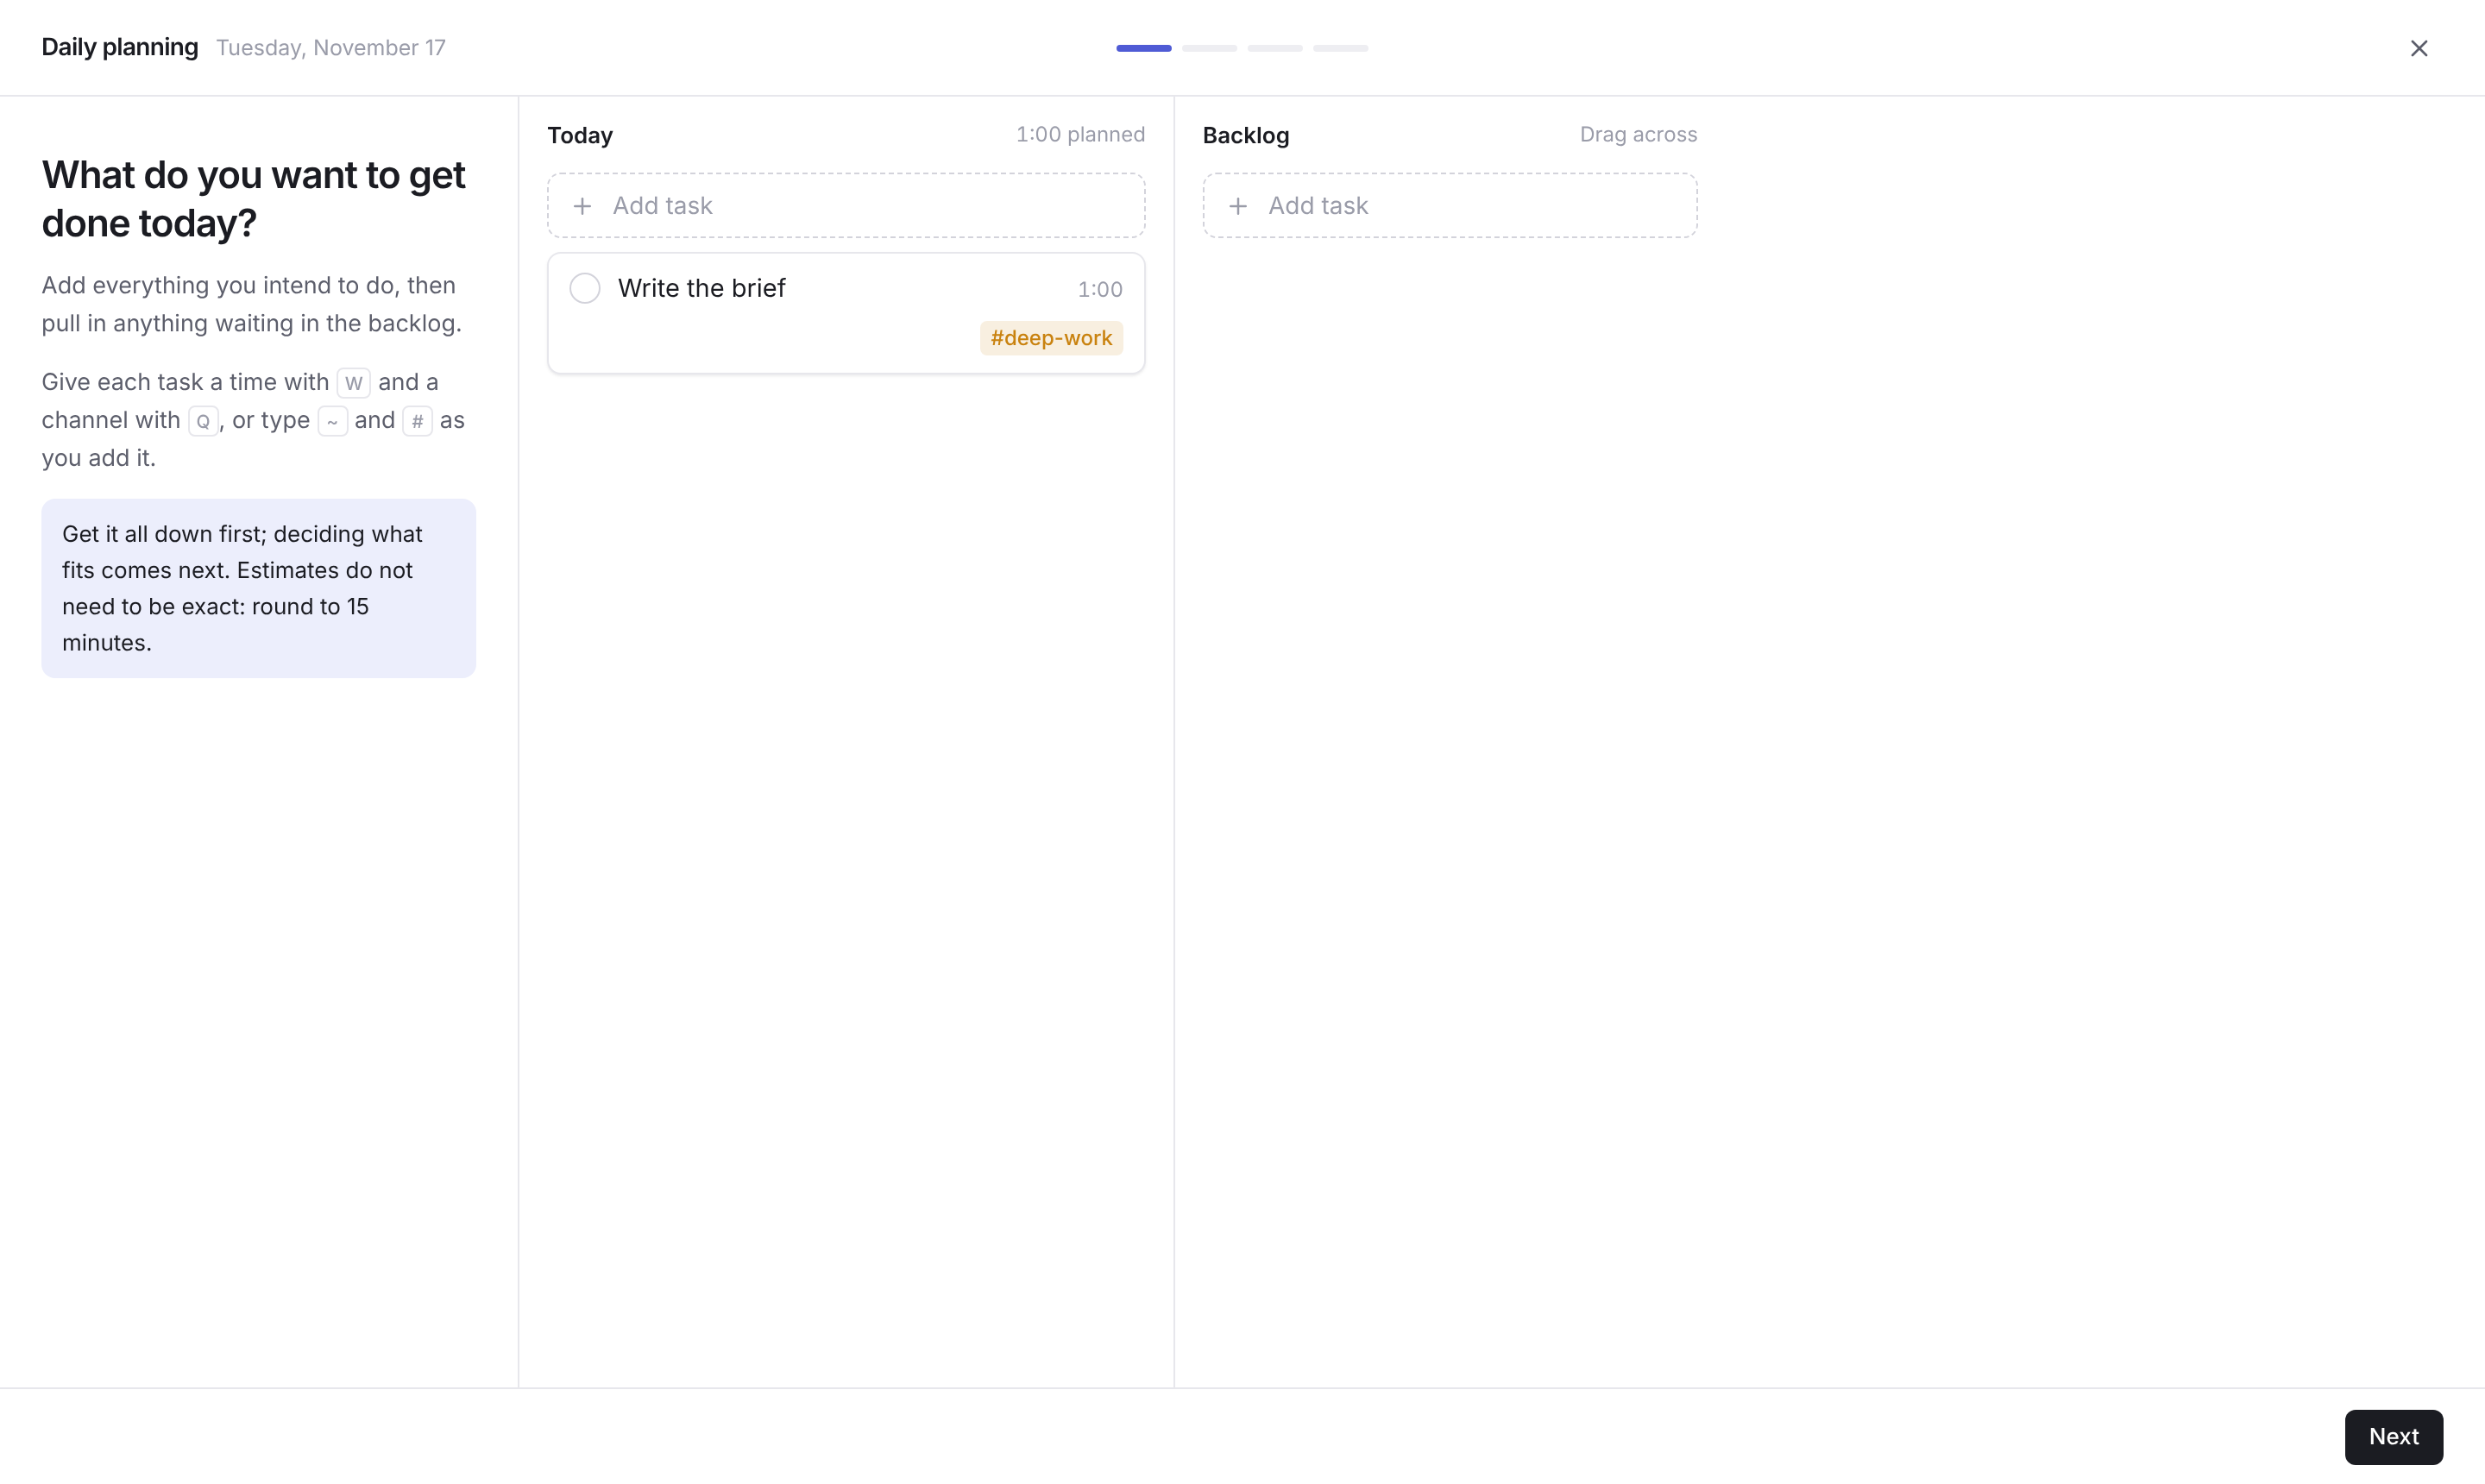 Daily planning Tuesday, November 17
What do you want to get
done today?
Add everything you intend to do, then
pull in anything waiting in the backlog.
Give each task a time with W and a
channel with Q, or type ~ and # as
you add it.
Get it all down first; deciding what
fits comes next. Estimates do not
need to be exact: round to 15
minutes.
Today 1:00 planned
+ Add task
Write the brief 1:00
#deep-work
Backlog Drag across
+ Add task
Next